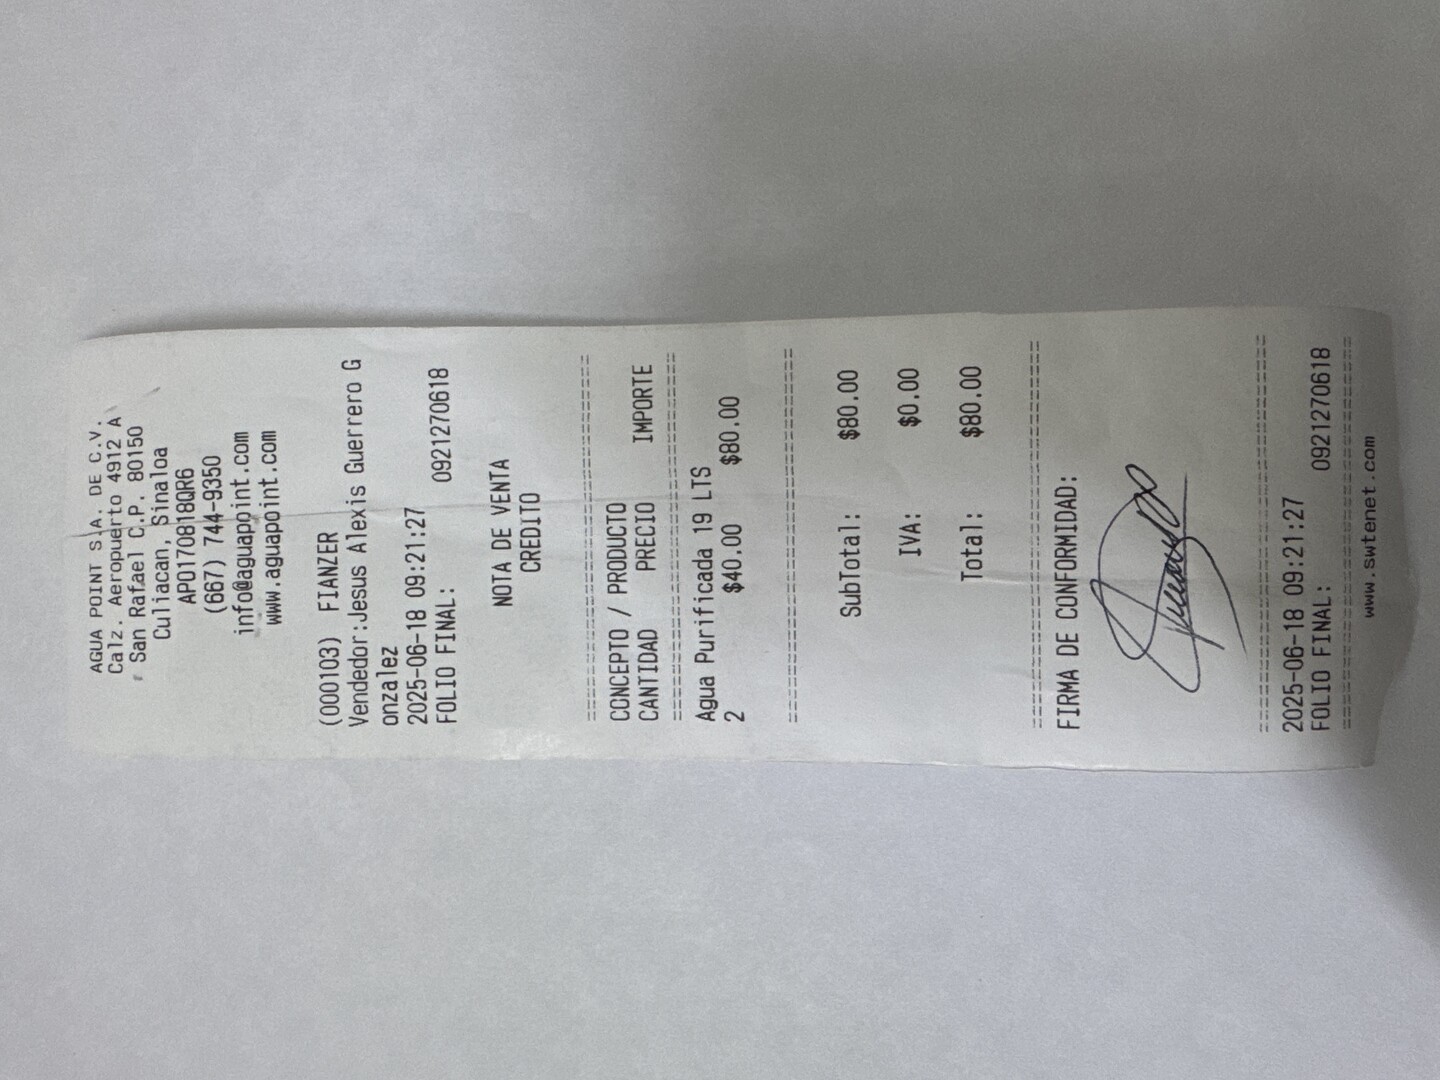 AGUA POINT S.A. DE C.V.
Calz. Aeropuerto 4912 A
San Rafael C.P. 80150
Culiacan, Sinaloa
APO170818QR6
(667) 744-9350
info@aguapoint.com
www.aguapoint.com
(000103) FIANZER
Vendedor:Jesus Alexis Guerrero G
onzalez
2025-06-18 09:21:27
FOLIO FINAL: 0921270618
NOTA DE VENTA
CREDITO
================================
CONCEPTO / PRODUCTO
CANTIDAD PRECIO IMPORTE
================================
Agua Purificada 19 LTS
2 $40.00 $80.00
================================
SubTotal: $80.00
IVA: $0.00
Total: $80.00
================================
FIRMA DE CONFORMIDAD:
================================
2025-06-18 09:21:27
FOLIO FINAL: 0921270618
================================
www.swtenet.com